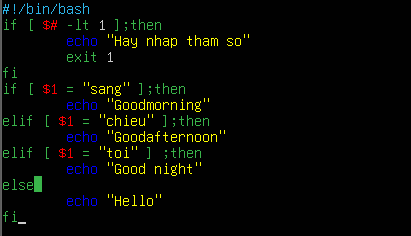 #!/bin/bash
if [ $# -lt 1 ];then
        echo "Hay nhap tham so"
        exit 1
fi
if [ $1 = "sang" ];then
        echo "Goodmorning"
elif [ $1 = "chieu" ];then
        echo "Goodafternoon"
elif [ $1 = "toi" ] ;then
        echo "Good night"
else
        echo "Hello"
fi